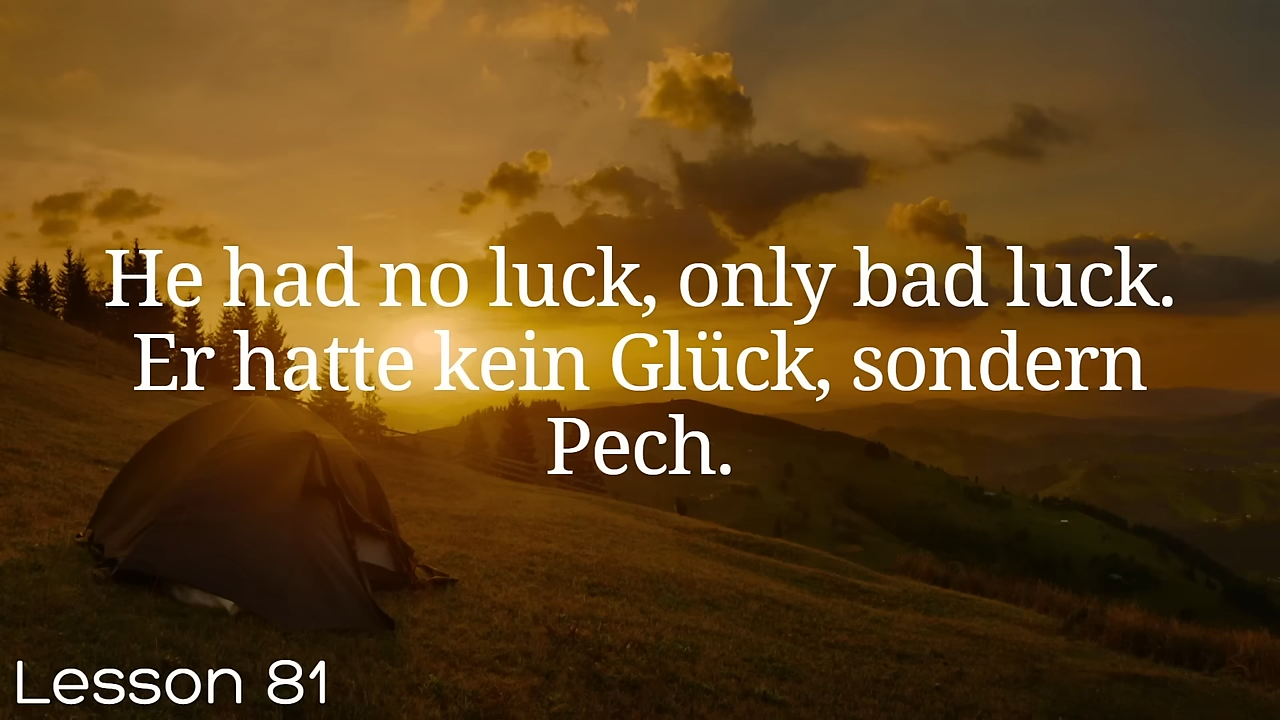 He had no luck, only bad luck.
Er hatte kein Glück, sondern
Pech.
Lesson 81